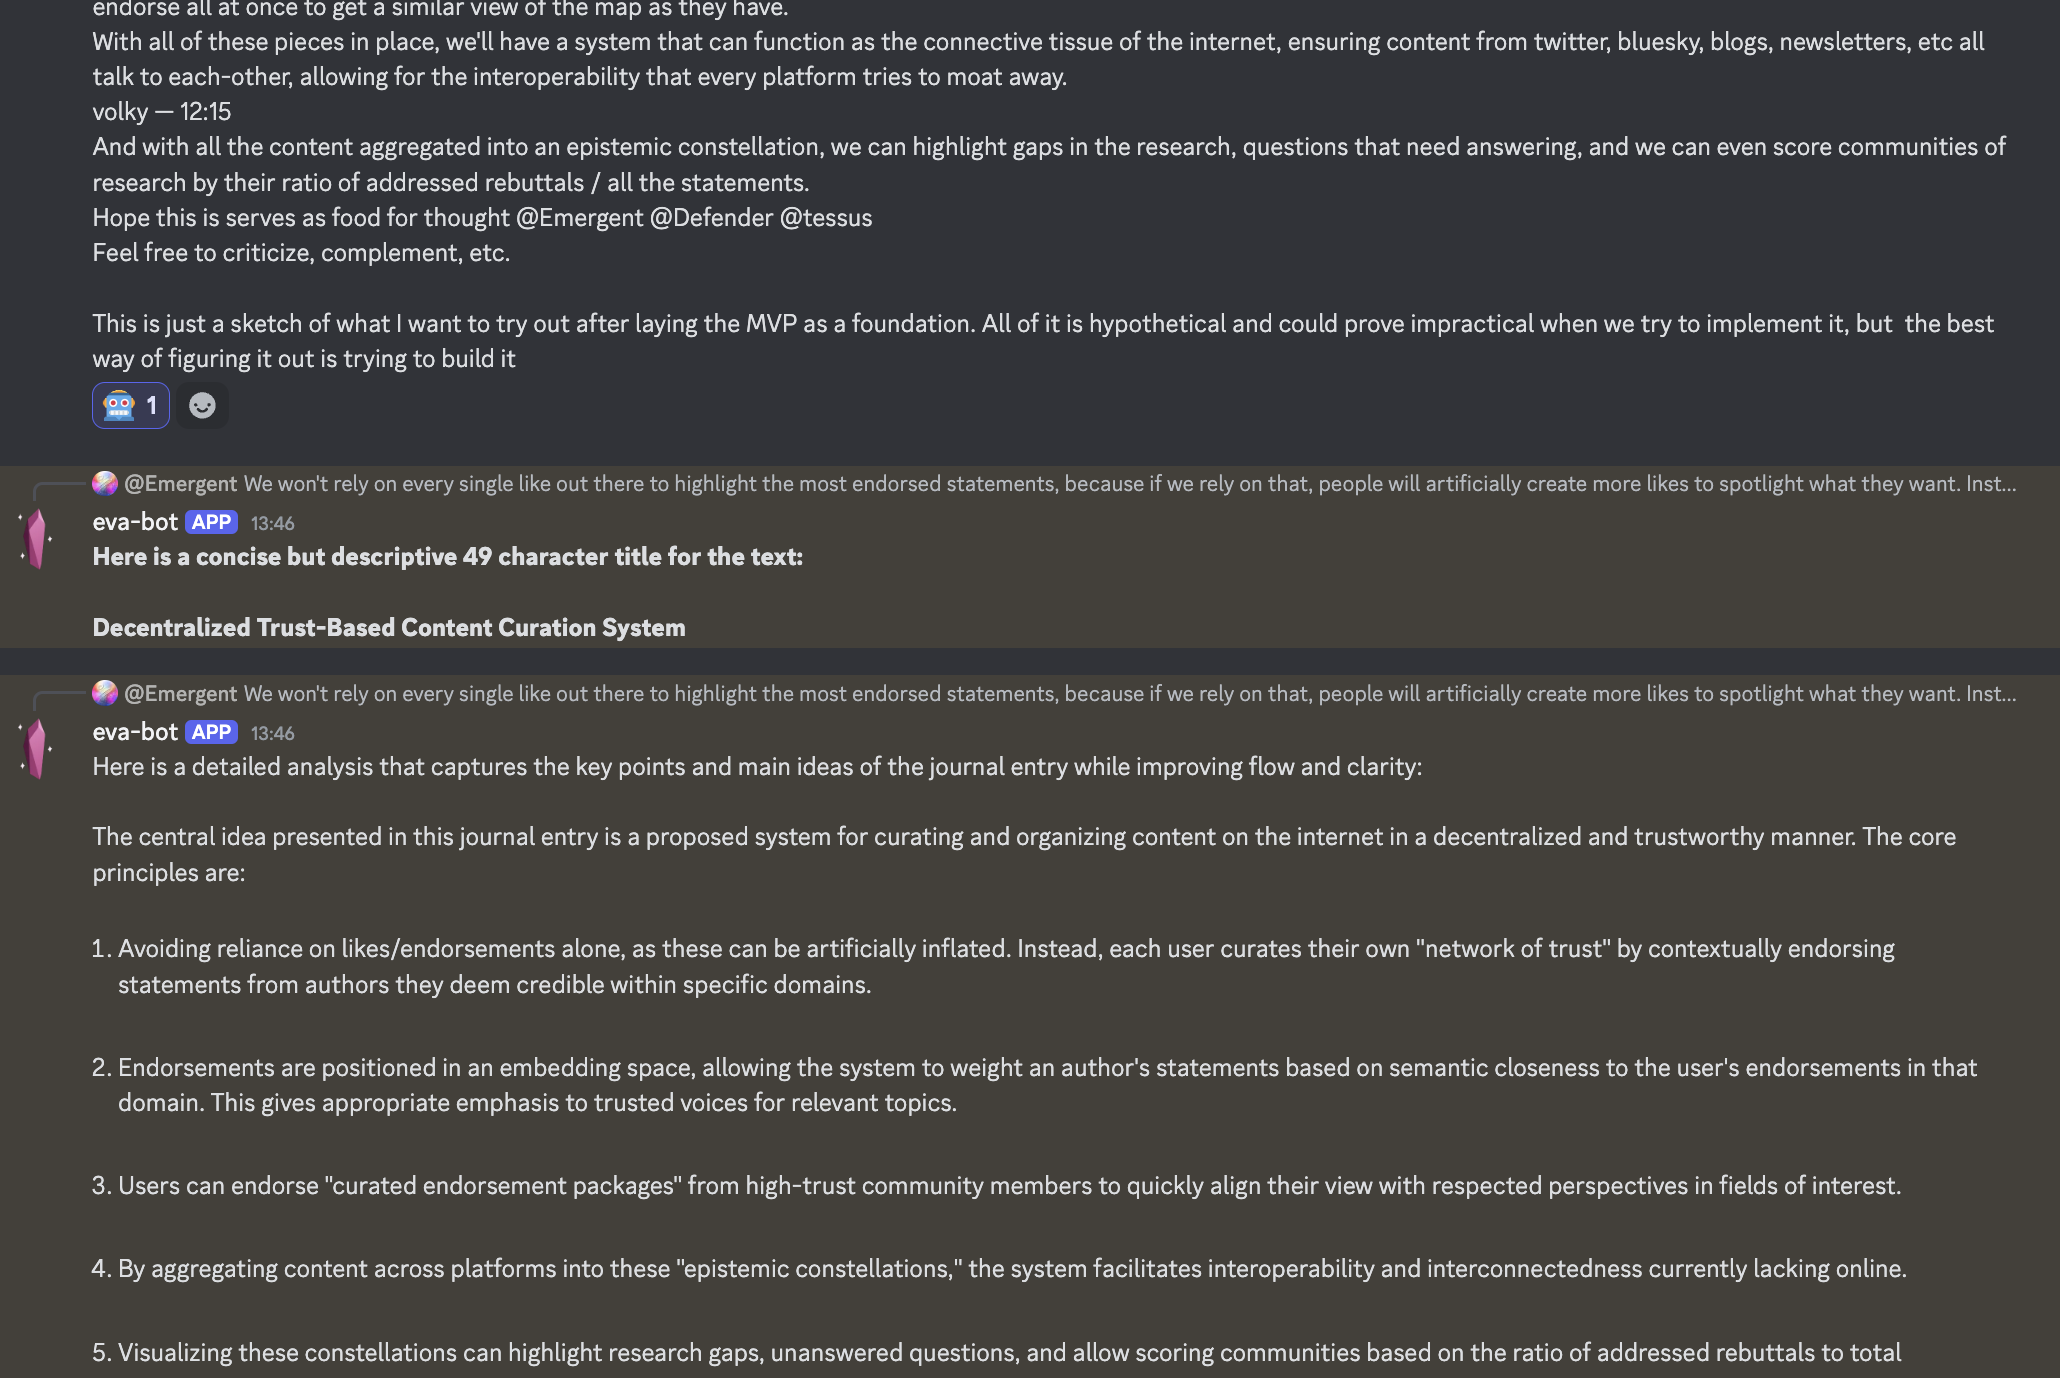 endorse all at once to get a similar view of the map as they have.
With all of these pieces in place, we'll have a system that can function as the connective tissue of the internet, ensuring content from twitter, bluesky, blogs, newsletters, etc all
talk to each-other, allowing for the interoperability that every platform tries to moat away.
volky — 12:15
And with all the content aggregated into an epistemic constellation, we can highlight gaps in the research, questions that need answering, and we can even score communities of
research by their ratio of addressed rebuttals / all the statements.
Hope this is serves as food for thought @Emergent @Defender @tessus
Feel free to criticize, complement, etc.
This is just a sketch of what I want to try out after laying the MVP as a foundation. All of it is hypothetical and could prove impractical when we try to implement it, but  the best
way of figuring it out is trying to build it
1
@Emergent We won't rely on every single like out there to highlight the most endorsed statements, because if we rely on that, people will artificially create more likes to spotlight what they want. Inst...
eva-bot APP 13:46
Here is a concise but descriptive 49 character title for the text:
Decentralized Trust-Based Content Curation System
@Emergent We won't rely on every single like out there to highlight the most endorsed statements, because if we rely on that, people will artificially create more likes to spotlight what they want. Inst...
eva-bot APP 13:46
Here is a detailed analysis that captures the key points and main ideas of the journal entry while improving flow and clarity:
The central idea presented in this journal entry is a proposed system for curating and organizing content on the internet in a decentralized and trustworthy manner. The core
principles are:
1. Avoiding reliance on likes/endorsements alone, as these can be artificially inflated. Instead, each user curates their own "network of trust" by contextually endorsing
statements from authors they deem credible within specific domains.
2. Endorsements are positioned in an embedding space, allowing the system to weight an author's statements based on semantic closeness to the user's endorsements in that
domain. This gives appropriate emphasis to trusted voices for relevant topics.
3. Users can endorse "curated endorsement packages" from high-trust community members to quickly align their view with respected perspectives in fields of interest.
4. By aggregating content across platforms into these "epistemic constellations," the system facilitates interoperability and interconnectedness currently lacking online.
5. Visualizing these constellations can highlight research gaps, unanswered questions, and allow scoring communities based on the ratio of addressed rebuttals to total